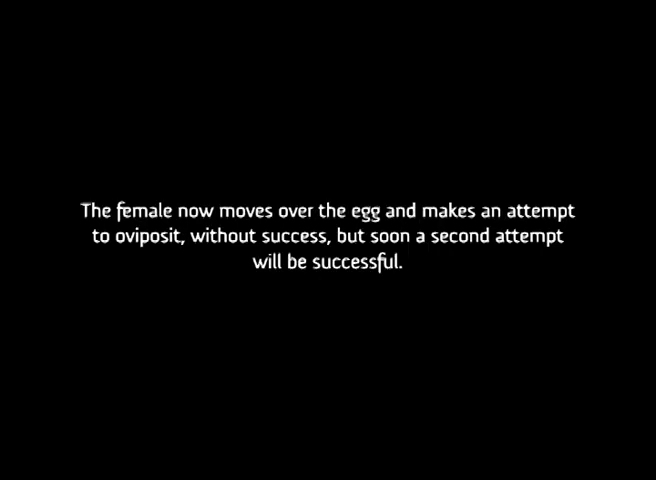 The female now moves over the egg and makes an attempt
to oviposit, without success, but soon a second attempt
will be successful.